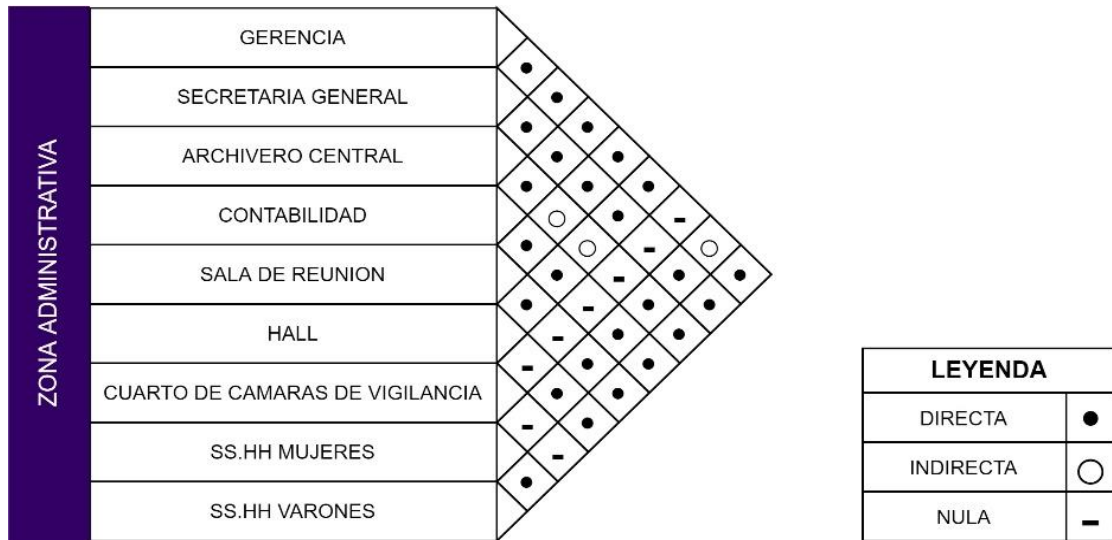 ZONA ADMINISTRATIVA
GERENCIA
SECRETARIA GENERAL
ARCHIVERO CENTRAL
CONTABILIDAD
SALA DE REUNION
HALL
CUARTO DE CAMARAS DE VIGILANCIA
SS.HH MUJERES
SS.HH VARONES
LEYENDA
DIRECTA
INDIRECTA
NULA